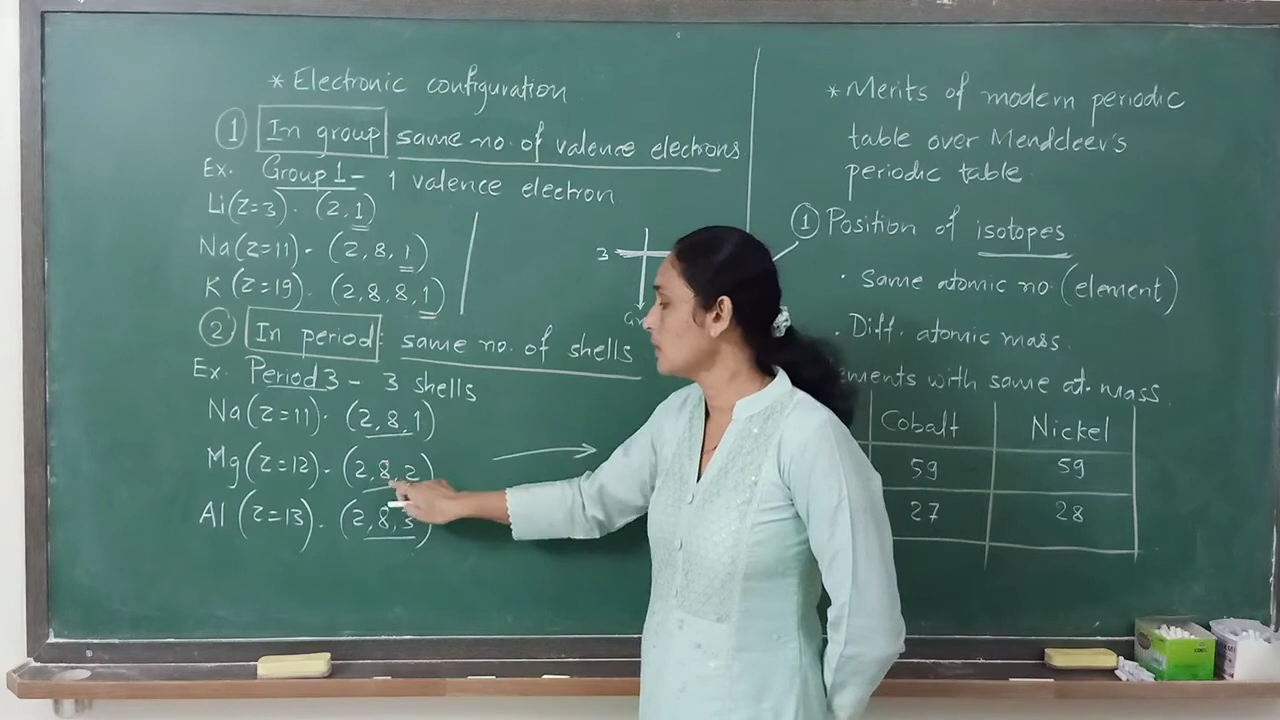 * Electronic configuration
① In group same no. of valence electrons
Ex. Group 1 - 1 valence electron
Li (Z=3). (2,1)
Na (Z=11). (2,8,1)
K (Z=19). (2,8,8,1)
② In period: same no. of shells
Ex. Period 3 - 3 shells
Na (Z=11). (2,8,1)
Mg (Z=12). (2,8,2)
Al (Z=13). (2,8,3)
3
* Merits of modern periodic
table over Mendeleev's
periodic table
① Position of isotopes
· Same atomic no. (element)
· Diff. atomic mass.
with same at. mass
Cobalt Nickel
59 59
27 28